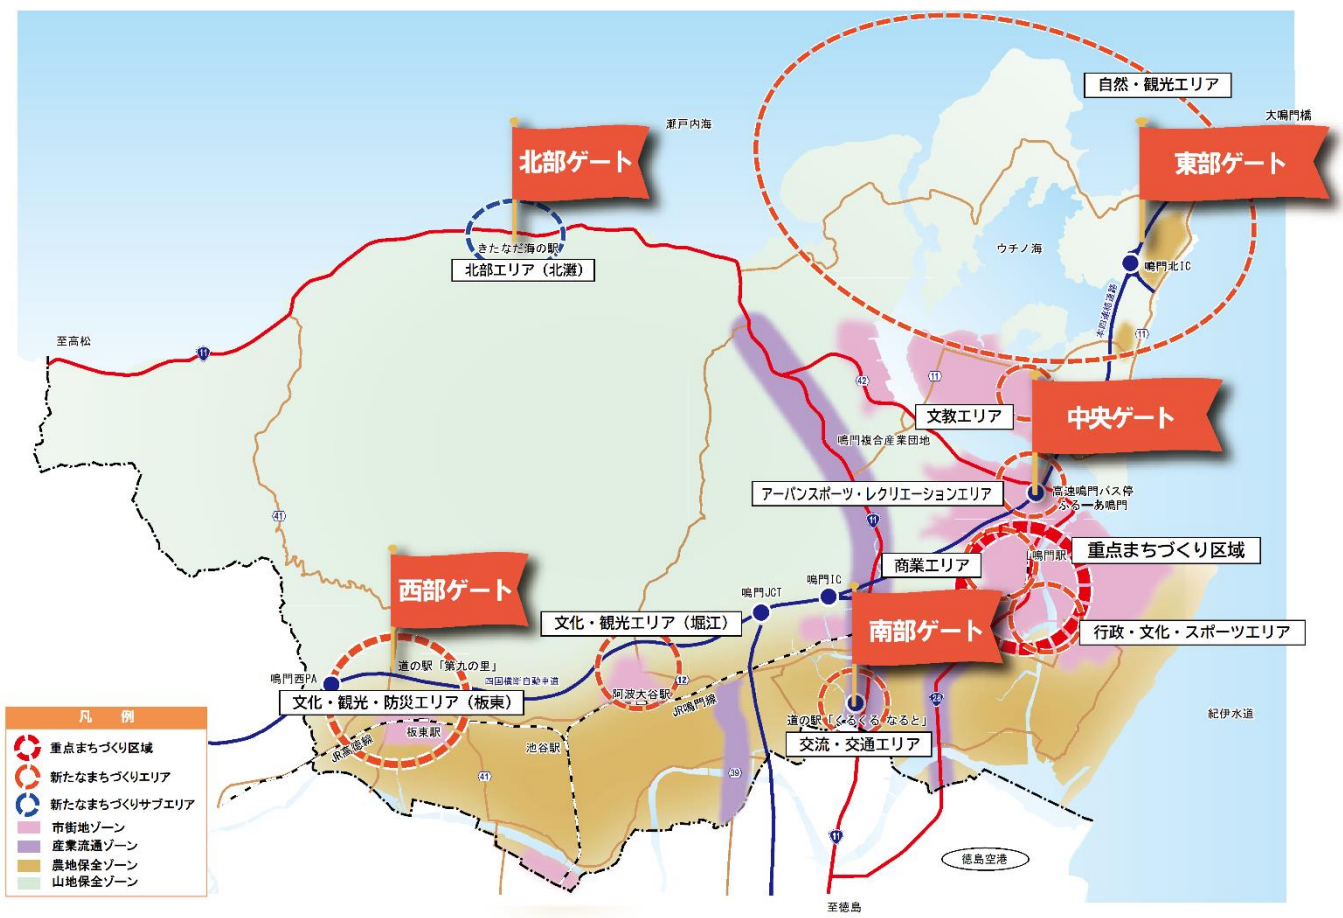 自然・観光エリア
大鳴門橋
瀬戸内海
北部ゲート
東部ゲート
きたなだ海の駅
北部エリア（北灘）
ウチノ海
鳴門北IC
本四連絡道路
至高松
11
11
42
11
文教エリア
中央ゲート
鳴門複合産業団地
アーバンスポーツ・レクリエーションエリア
高速鳴門バス停
ぷるーあ鳴門
41
11
鳴門駅
重点まちづくり区域
商業エリア
西部ゲート
鳴門IC
鳴門JCT
文化・観光エリア（堀江）
南部ゲート
行政・文化・スポーツエリア
道の駅「第九の里」
鳴門西PA
四国横断自動車道
12
阿波大谷駅
文化・観光・防災エリア（板東）
JR鳴門線
28
道の駅「くるくる なると」
紀伊水道
板東駅
JR高徳線
池谷駅
交流・交通エリア
41
39
11
徳島空港
至徳島
凡 例
重点まちづくり区域
新たなまちづくりエリア
新たなまちづくりサブエリア
市街地ゾーン
産業流通ゾーン
農地保全ゾーン
山地保全ゾーン